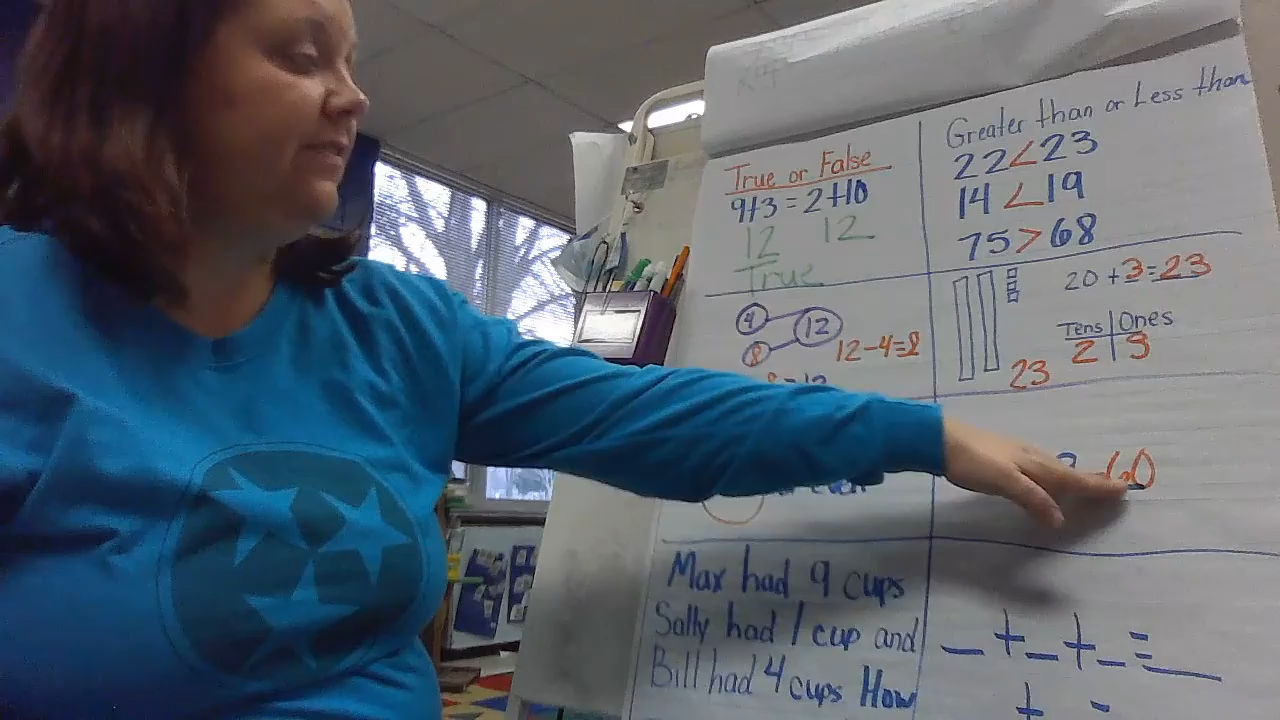 True or False
9+3=2+10
12 12
True
Greater than or Less than
22<23
14<19
75>68
4 12
8
12-4=8
20+3=23
Tens Ones
2 3
23
60
Max had 9 cups
Sally had 1 cup and
Bill had 4 cups How
_+_+_=_
+ =